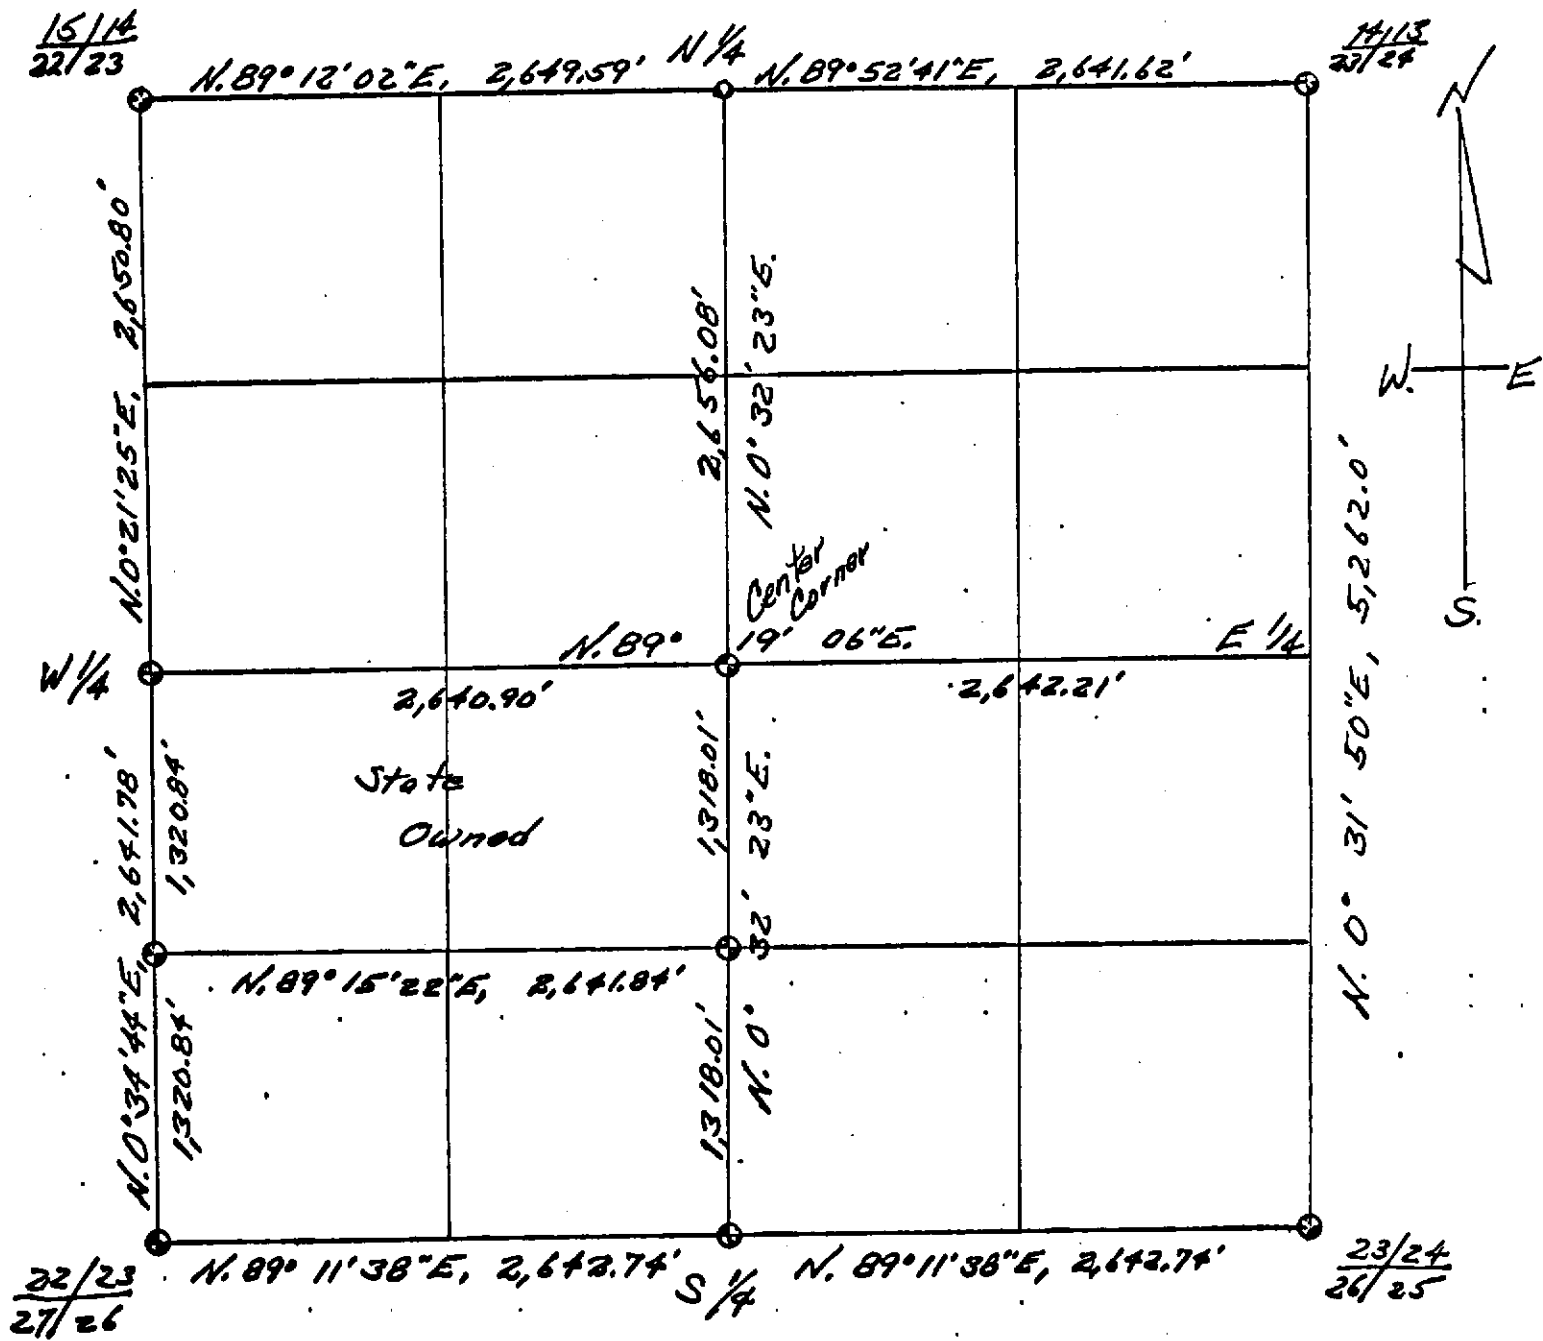 15/14
22/23
N. 89° 12' 02" E, 2,649.59'
N 1/4
N. 89° 52' 41" E, 2,641.62'
14/13
23/24
N
W. E
S.
N. 0° 21' 25" E, 2,650.80'
2,656.08'
N. 0° 32' 23" E.
Center
Corner
N. 89° 19' 06" E.
E 1/4
W 1/4
2,640.90'
2,642.21'
State
Owned
N. 0° 34' 44" E, 2,641.78'
1,320.84'
1,320.84'
1,318.01'
1,318.01'
N. 0° 32' 23" E.
N. 89° 15' 22" E, 2,641.84'
N. 0° 31' 50" E, 5,262.0'
22/23
27/26
N. 89° 11' 38" E, 2,642.74'
S 1/4
N. 89° 11' 38" E, 2,642.74'
23/24
26/25